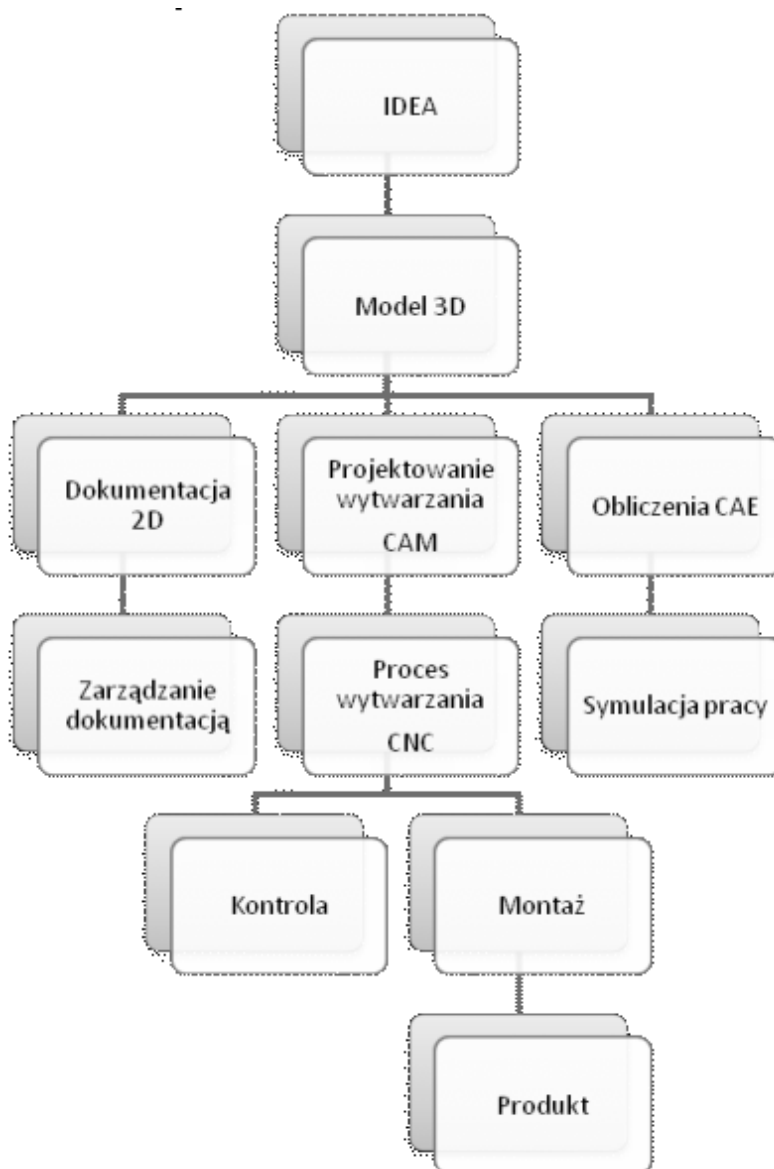 IDEA
Model 3D
Dokumentacja
2D
Projektowanie
wytwarzania
CAM
Obliczenia CAE
Zarządzanie
dokumentacją
Proces
wytwarzania
CNC
Symulacja pracy
Kontrola
Montaż
Produkt